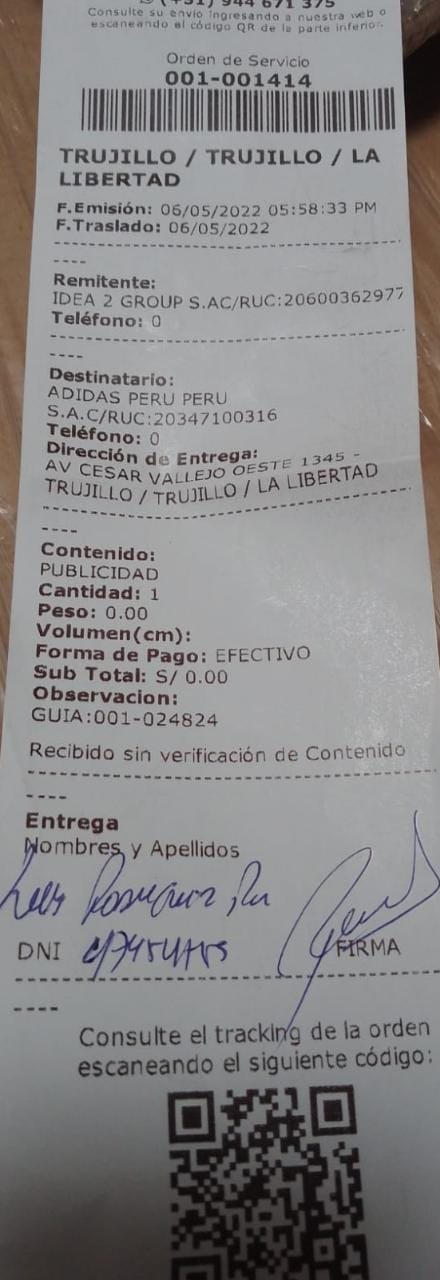 (+51) 944 671 375
Consulte su envío ingresando a nuestra web o
escaneando el código QR de la parte inferior.
Orden de Servicio
001-001414
TRUJILLO / TRUJILLO / LA
LIBERTAD
F.Emisión: 06/05/2022 05:58:33 PM
F.Traslado: 06/05/2022
----
Remitente:
IDEA 2 GROUP S.AC/RUC:20600362977
Teléfono: 0
----
Destinatario:
ADIDAS PERU PERU
S.A.C/RUC:20347100316
Teléfono: 0
Dirección de Entrega:
AV CESAR VALLEJO OESTE 1345 -
TRUJILLO / TRUJILLO / LA LIBERTAD
----
Contenido:
PUBLICIDAD
Cantidad: 1
Peso: 0.00
Volumen(cm):
Forma de Pago: EFECTIVO
Sub Total: S/ 0.00
Observacion:
GUIA:001-024824
Recibido sin verificación de Contenido
----
Entrega
Nombres y Apellidos
DNI
FIRMA
----
Consulte el tracking de la orden
escaneando el siguiente código: